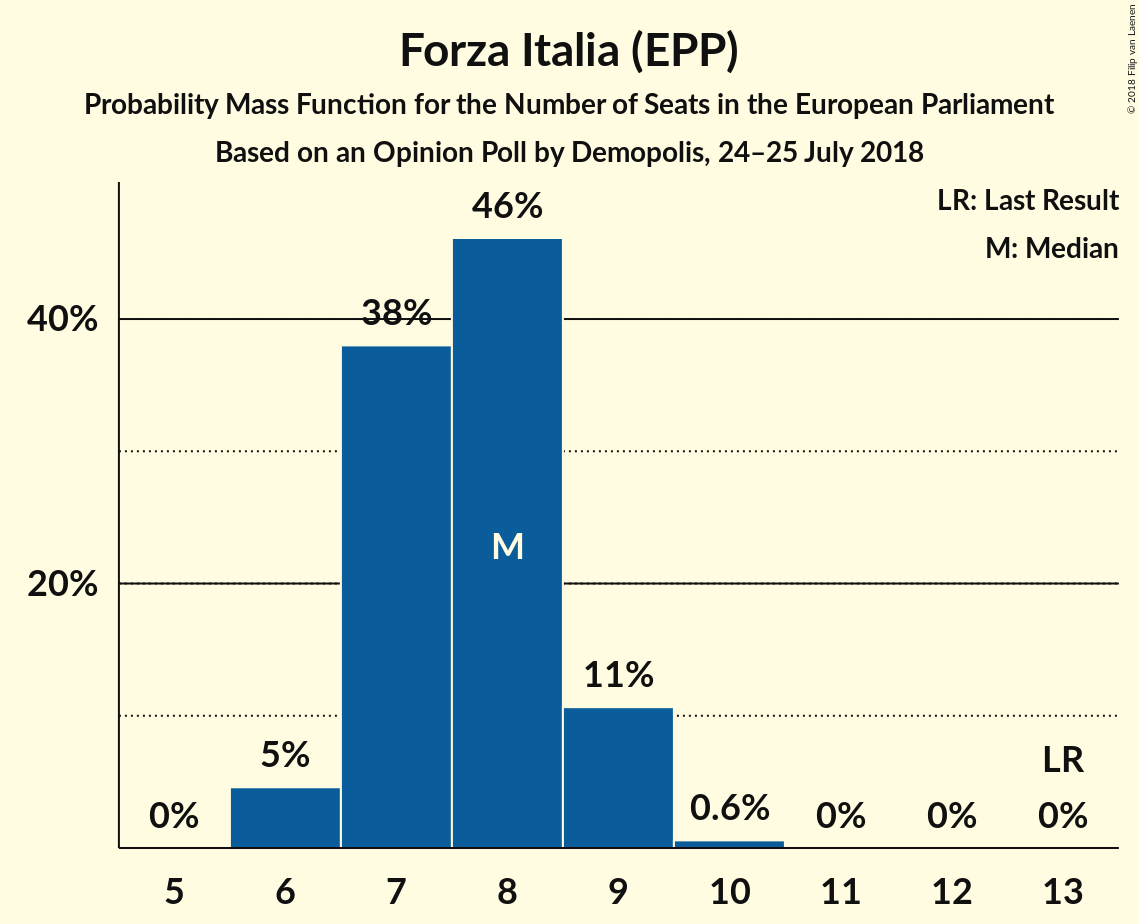 Forza Italia (EPP)
Probability Mass Function for the Number of Seats in the European Parliament
Based on an Opinion Poll by Demopolis, 24–25 July 2018
© 2018 Filip van Laenen
LR: Last Result
M: Median
40%
20%
0%
5%
38%
46%
M
11%
0.6%
0%
0%
LR
0%
5
6
7
8
9
10
11
12
13